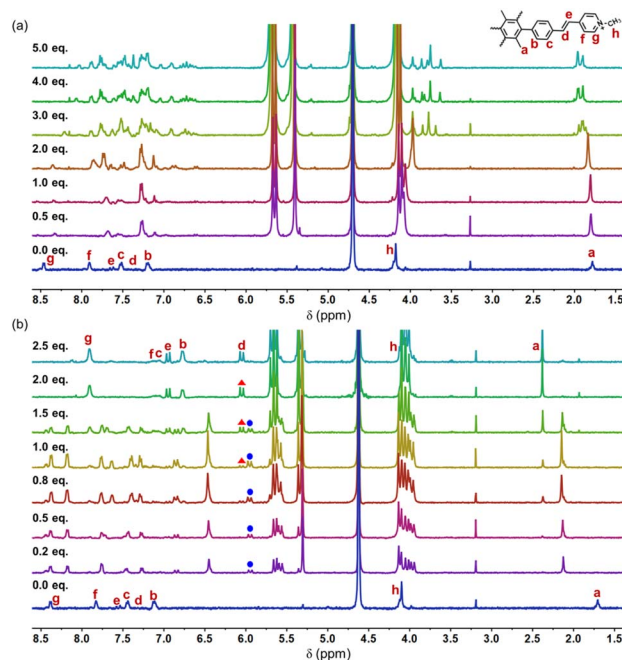 (a)
e
CH₃
N⁺
a
b
c
d
f
g
h
5.0 eq.
4.0 eq.
3.0 eq.
2.0 eq.
1.0 eq.
0.5 eq.
0.0 eq.
g
f
e
c
d
b
h
a
8.5 8.0 7.5 7.0 6.5 6.0 5.5 5.0 4.5 4.0 3.5 3.0 2.5 2.0 1.5
δ (ppm)
(b)
2.5 eq.
g
f
c
e
b
d
h
a
2.0 eq.
1.5 eq.
1.0 eq.
0.8 eq.
0.5 eq.
0.2 eq.
0.0 eq.
g
f
e
c
d
b
h
a
8.5 8.0 7.5 7.0 6.5 6.0 5.5 5.0 4.5 4.0 3.5 3.0 2.5 2.0 1.5
δ (ppm)